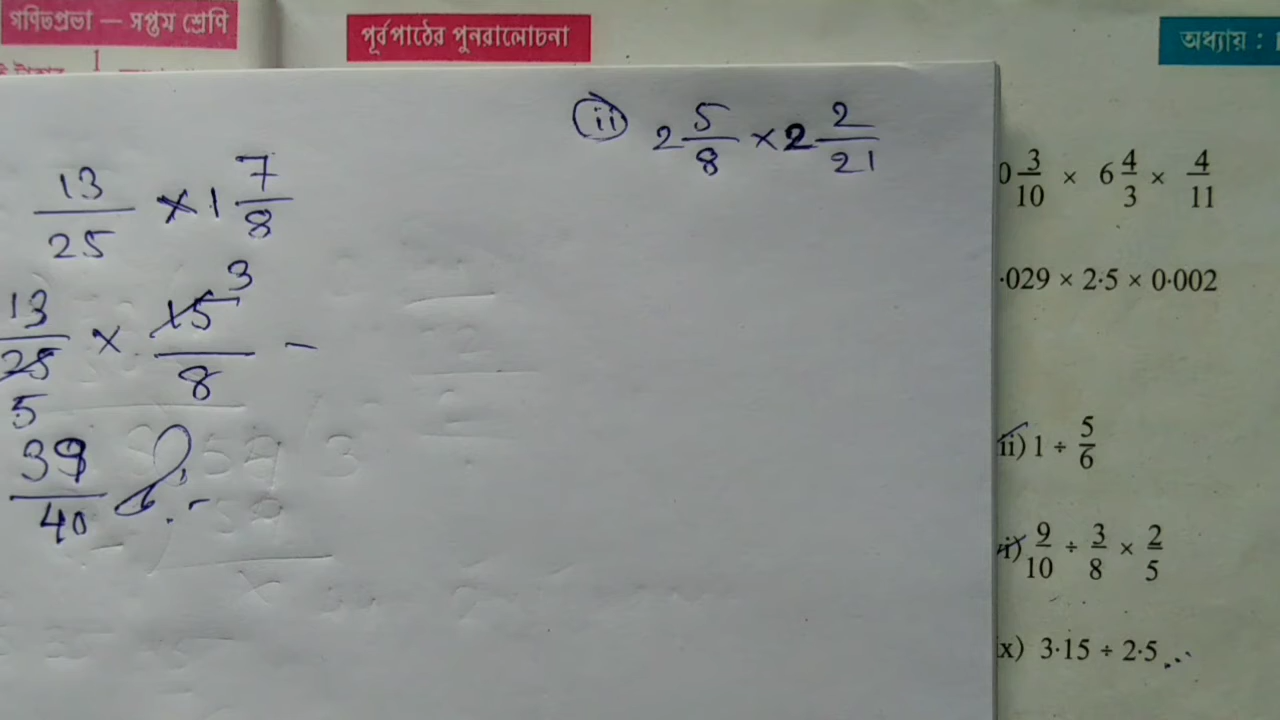 গণিতপ্রভা — সপ্তম শ্রেণি
পূর্বপাঠের পুনরালোচনা
অধ্যায় :
13/25 × 1 7/8
13/25 × 15/8 -
5 3
39/40
(ii) 2 5/8 × 2 2/21
0 3/10 × 6 4/3 × 4/11
·029 × 2·5 × 0·002
ii) 1 ÷ 5/6
i) 9/10 ÷ 3/8 × 2/5
x) 3·15 ÷ 2·5